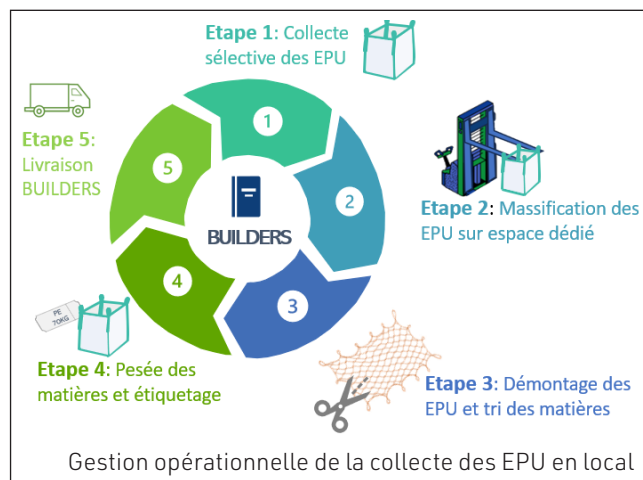 Etape 1: Collecte
sélective des EPU
1
Etape 5:
Livraison
BUILDERS
5
2
BUILDERS
Etape 2: Massification des
EPU sur espace dédié
4
3
PE
70KG
Etape 4: Pesée des
matières et étiquetage
Etape 3: Démontage des
EPU et tri des matières
Gestion opérationnelle de la collecte des EPU en local